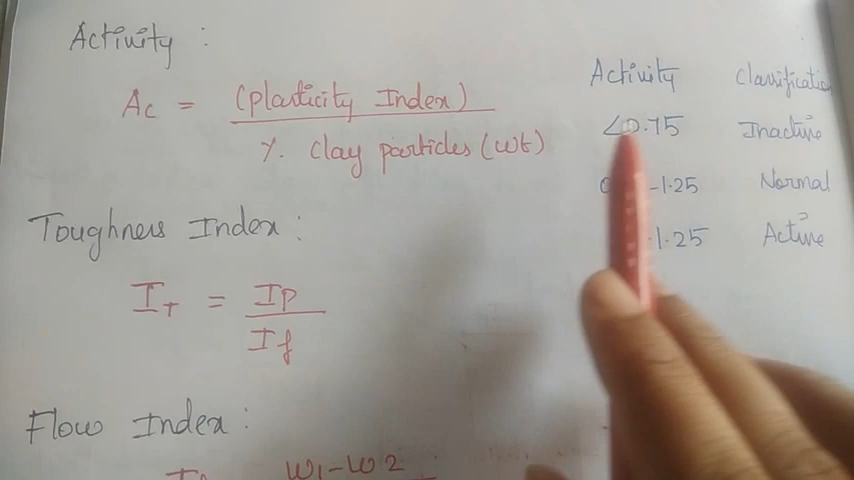 Activity :
Ac = (Plasticity Index)
% clay particles (wt)
Activity Classification
<0.75 Inactive
-1.25 Normal
1.25 Active
Toughness Index :
IT = Ip
If
Flow Index :
W1-W2